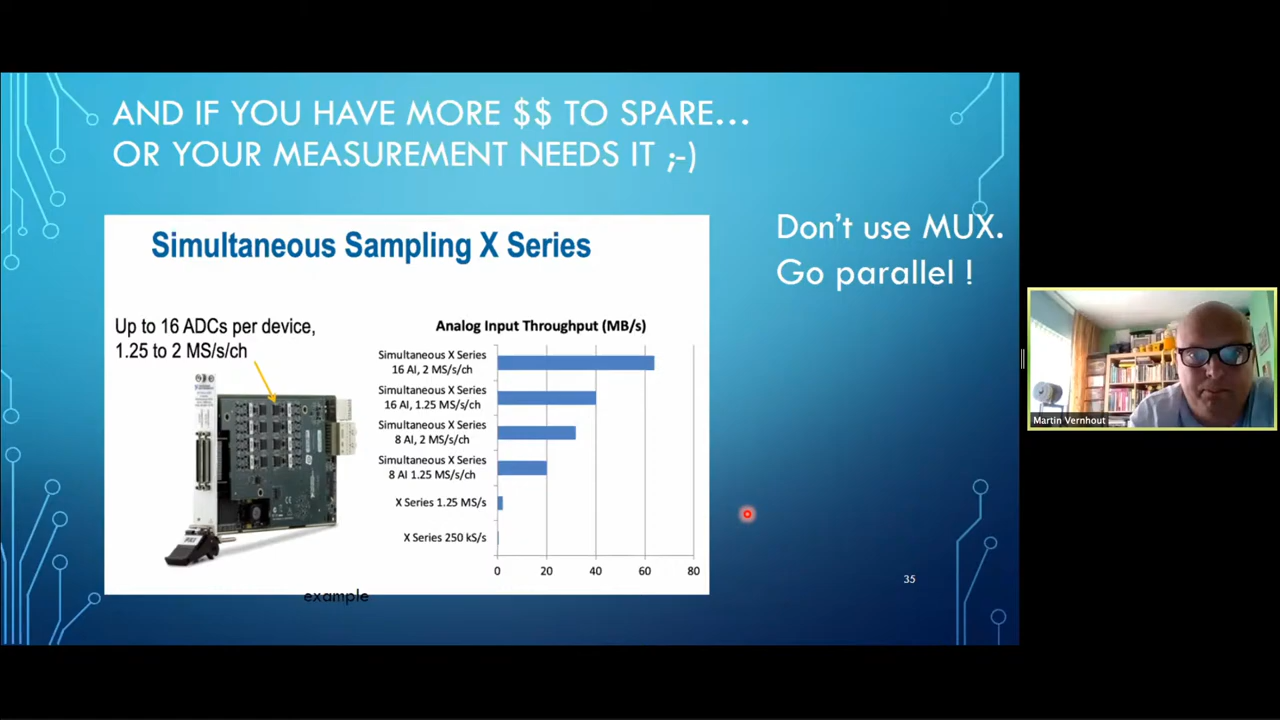 AND IF YOU HAVE MORE $$ TO SPARE…
OR YOUR MEASUREMENT NEEDS IT ;-)
Don't use MUX.
Go parallel !
Simultaneous Sampling X Series
Up to 16 ADCs per device,
1.25 to 2 MS/s/ch
Analog Input Throughput (MB/s)
Simultaneous X Series
16 AI, 2 MS/s/ch
Simultaneous X Series
16 AI, 1.25 MS/s/ch
Simultaneous X Series
8 AI, 2 MS/s/ch
Simultaneous X Series
8 AI 1.25 MS/s/ch
X Series 1.25 MS/s
X Series 250 kS/s
0 20 40 60 80
example
35
Martin Vernhout